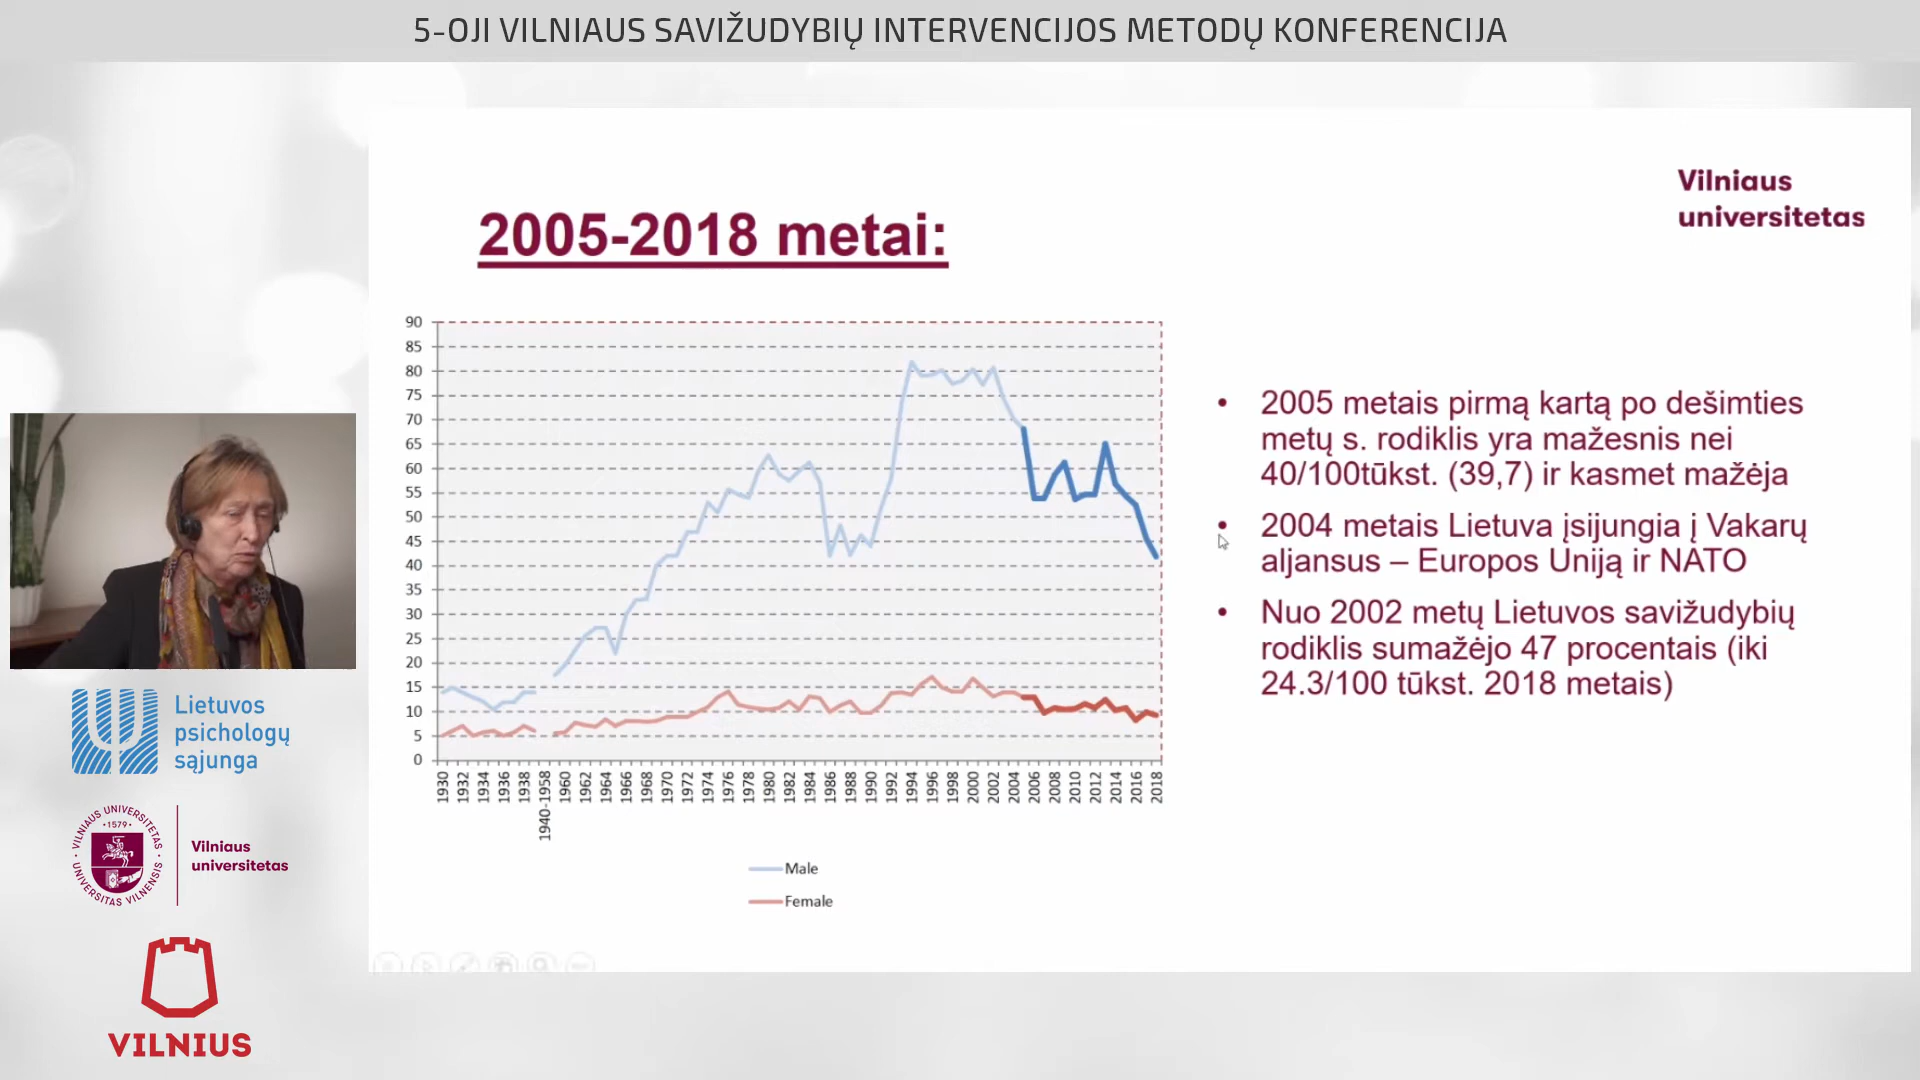 5-OJI VILNIAUS SAVIŽUDYBIŲ INTERVENCIJOS METODŲ KONFERENCIJA
Vilniaus
universitetas
2005-2018 metai:
90
85
80
75
70
65
60
55
50
45
40
35
30
25
20
15
10
5
0
1930 1932 1934 1936 1938 1940-1958 1960 1962 1964 1966 1968 1970 1972 1974 1976 1978 1980 1982 1984 1986 1988 1990 1992 1994 1996 1998 2000 2002 2004 2006 2008 2010 2012 2014 2016 2018
Male
Female
• 2005 metais pirmą kartą po dešimties
metų s. rodiklis yra mažesnis nei
40/100tūkst. (39,7) ir kasmet mažėja
• 2004 metais Lietuva įsijungia į Vakarų
aljansus – Europos Uniją ir NATO
• Nuo 2002 metų Lietuvos savižudybių
rodiklis sumažėjo 47 procentais (iki
24.3/100 tūkst. 2018 metais)
Lietuvos
psichologų
sąjunga
VILNIAUS UNIVERSITETAS
•1579•
UNIVERSITAS VILNENSIS
Vilniaus
universitetas
VILNIUS